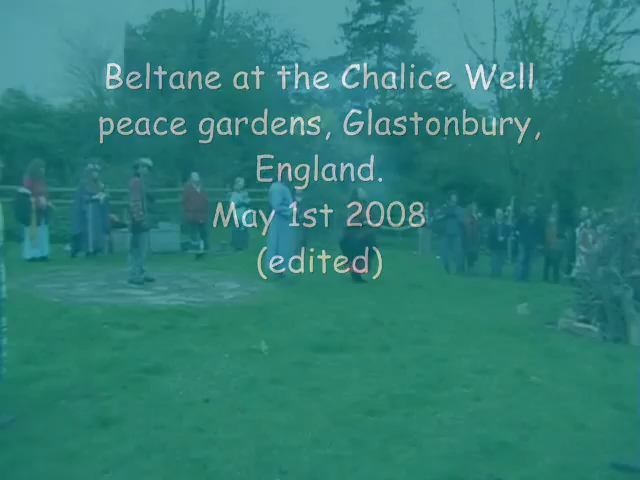 Beltane at the Chalice Well
peace gardens, Glastonbury,
England.
May 1st 2008
(edited)